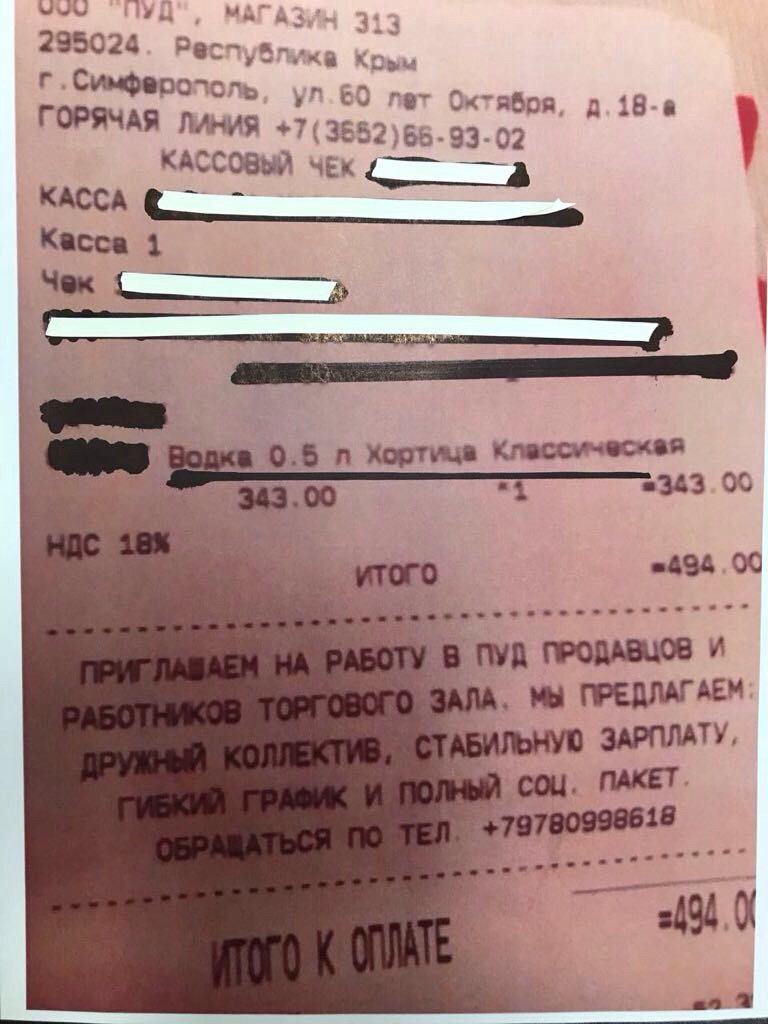 ООО "ПУД", МАГАЗИН 313
295024. Республика Крым
г.Симферополь, ул.60 лет Октября, д.18-а
ГОРЯЧАЯ ЛИНИЯ +7(3652)66-93-02
КАССОВЫЙ ЧЕК
КАССА
Касса 1
Чек
Водка 0.5 л Хортица Классическая
343.00 *1 =343.00
НДС 18%
ИТОГО =494.00
ПРИГЛАШАЕМ НА РАБОТУ В ПУД ПРОДАВЦОВ И
РАБОТНИКОВ ТОРГОВОГО ЗАЛА. МЫ ПРЕДЛАГАЕМ:
ДРУЖНЫЙ КОЛЛЕКТИВ, СТАБИЛЬНУЮ ЗАРПЛАТУ,
ГИБКИЙ ГРАФИК И ПОЛНЫЙ СОЦ. ПАКЕТ.
ОБРАЩАТЬСЯ ПО ТЕЛ. +79780998618
ИТОГО К ОПЛАТЕ =494.00